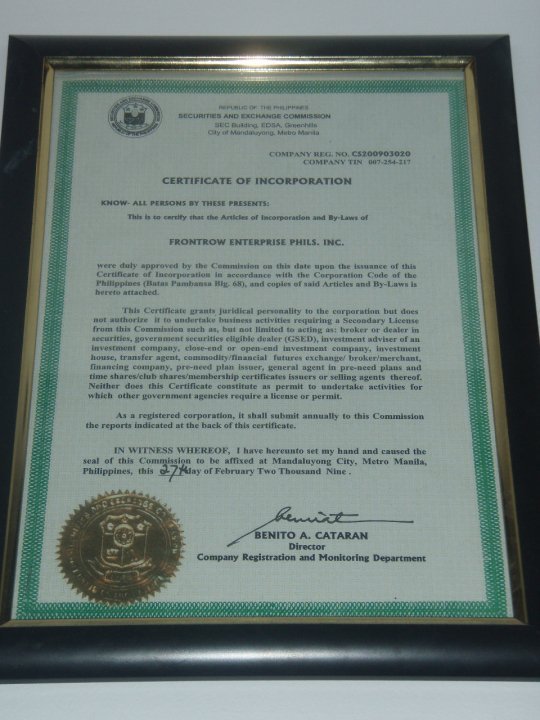 REPUBLIC OF THE PHILIPPINES
SECURITIES AND EXCHANGE COMMISSION
SEC Building, EDSA, Greenhills
City of Mandaluyong, Metro Manila
COMPANY REG. NO. CS200903020
COMPANY TIN 007-254-217
CERTIFICATE OF INCORPORATION
KNOW- ALL PERSONS BY THESE PRESENTS:
This is to certify that the Articles of Incorporation and By-Laws of
FRONTROW ENTERPRISE PHILS. INC.
were duly approved by the Commission on this date upon the issuance of this
Certificate of Incorporation in accordance with the Corporation Code of the
Philippines (Batas Pambansa Blg. 68), and copies of said Articles and By-Laws is
hereto attached.
This Certificate grants juridical personality to the corporation but does
not authorize it to undertake business activities requiring a Secondary License
from this Commission such as, but not limited to acting as: broker or dealer in
securities, government securities eligible dealer (GSED), investment adviser of an
investment company, close-end or open-end investment company, investment
house, transfer agent, commodity/financial futures exchange/ broker/merchant,
financing company, pre-need plan issuer, general agent in pre-need plans and
time shares/club shares/membership certificates issuers or selling agents thereof.
Neither does this Certificate constitute as permit to undertake activities for
which other government agencies require a license or permit.
As a registered corporation, it shall submit annually to this Commission
the reports indicated at the back of this certificate.
IN WITNESS WHEREOF, I have hereunto set my hand and caused the
seal of this Commission to be affixed at Mandaluyong City, Metro Manila,
Philippines, this 27th day of February Two Thousand Nine .
BENITO A. CATARAN
Director
Company Registration and Monitoring Department